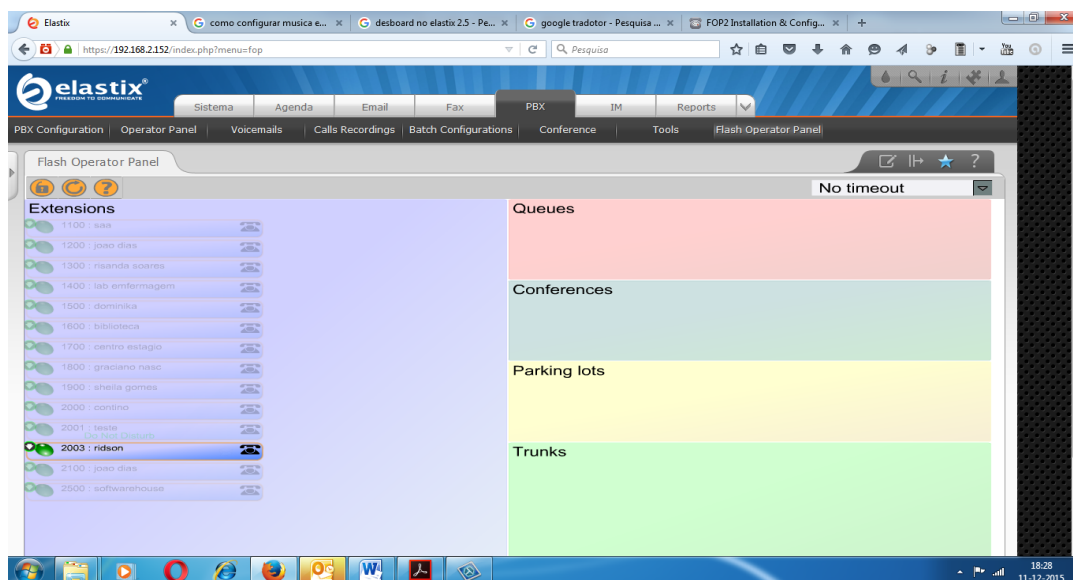 Elastix
como configurar musica e...
desboard no elastix 2.5 - Pe...
google tradotor - Pesquisa ...
FOP2 Installation & Config...
https://192.168.2.152/index.php?menu=fop
Pesquisa
elastix
FREEDOM TO COMMUNICATE
Sistema Agenda Email Fax PBX IM Reports
PBX Configuration Operator Panel Voicemails Calls Recordings Batch Configurations Conference Tools Flash Operator Panel
Flash Operator Panel
No timeout
Extensions
1100 : saa
1200 : joao dias
1300 : risanda soares
1400 : lab emfermagem
1500 : dominika
1600 : biblioteca
1700 : centro estagio
1800 : graciano nasc
1900 : sheila gomes
2000 : contino
2001 : teste
Do Not Disturb
2003 : ridson
2100 : joao dias
2500 : softwarehouse
Queues
Conferences
Parking lots
Trunks
18:28
11-12-2015